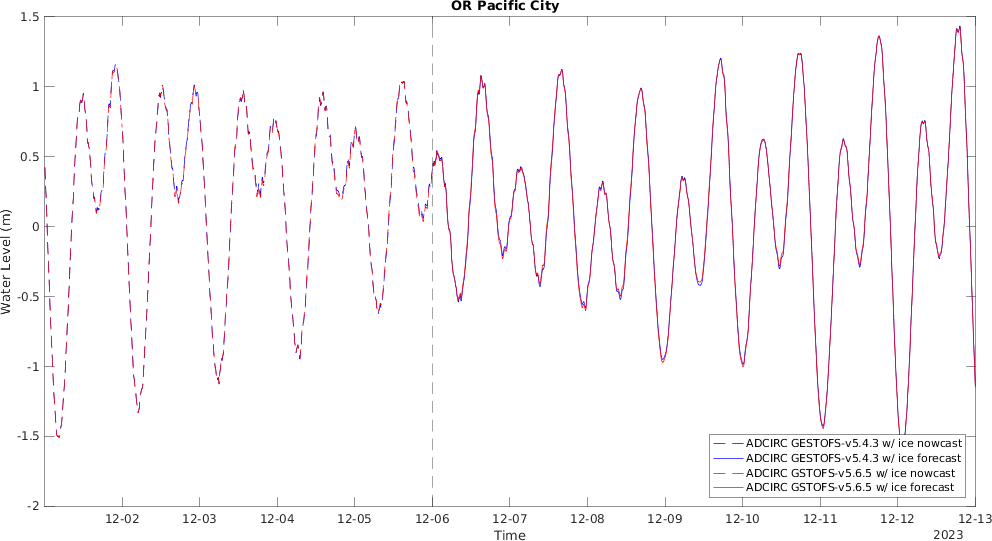 OR Pacific City
1.5
1
0.5
0
-0.5
-1
-1.5
-2
Water Level (m)
12-02 12-03 12-04 12-05 12-06 12-07 12-08 12-09 12-10 12-11 12-12 12-13
Time
2023
ADCIRC GESTOFS-v5.4.3 w/ ice nowcast
ADCIRC GESTOFS-v5.4.3 w/ ice forecast
ADCIRC GSTOFS-v5.6.5 w/ ice nowcast
ADCIRC GSTOFS-v5.6.5 w/ ice forecast